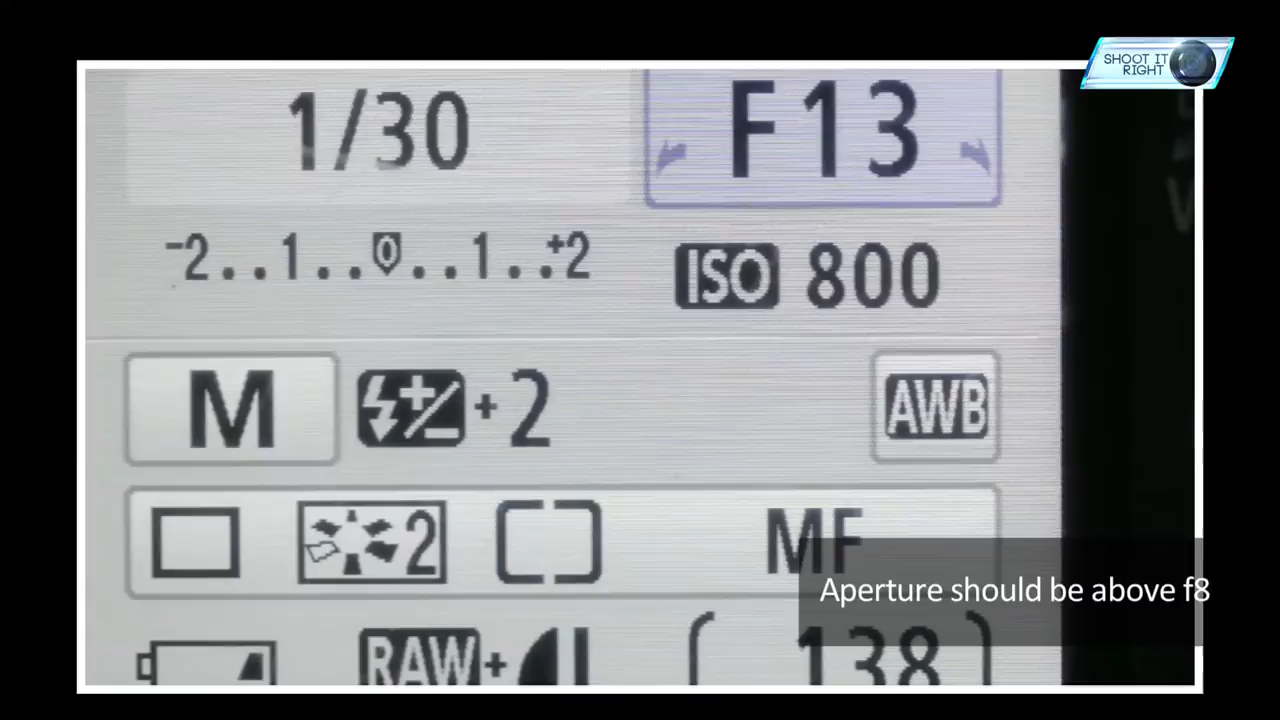 SHOOT IT
RIGHT
1/30
F13
-2..1..0..1..+2
ISO 800
M
+2
AWB
2
MF
Aperture should be above f8
RAW+
138